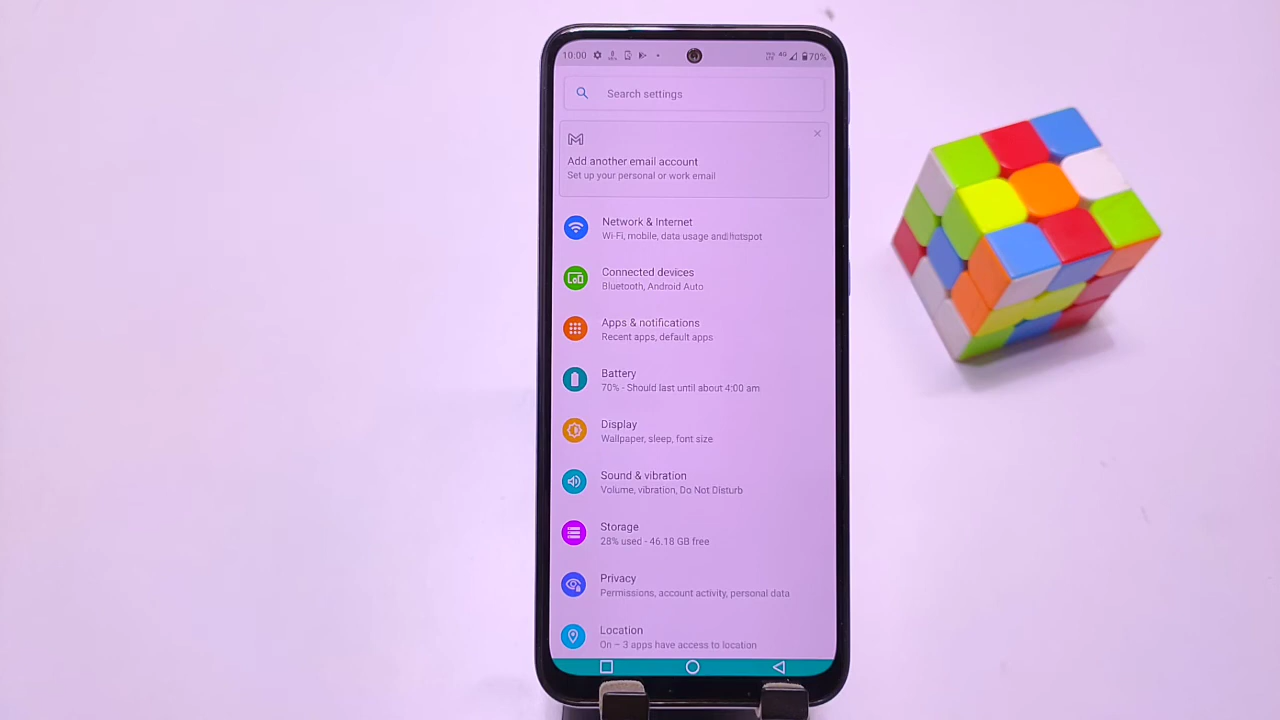 10:00
4G
70%
Search settings
Add another email account
Set up your personal or work email
Network & Internet
Wi-Fi, mobile, data usage and hotspot
Connected devices
Bluetooth, Android Auto
Apps & notifications
Recent apps, default apps
Battery
70% - Should last until about 4:00 am
Display
Wallpaper, sleep, font size
Sound & vibration
Volume, vibration, Do Not Disturb
Storage
28% used - 46.18 GB free
Privacy
Permissions, account activity, personal data
Location
On – 3 apps have access to location